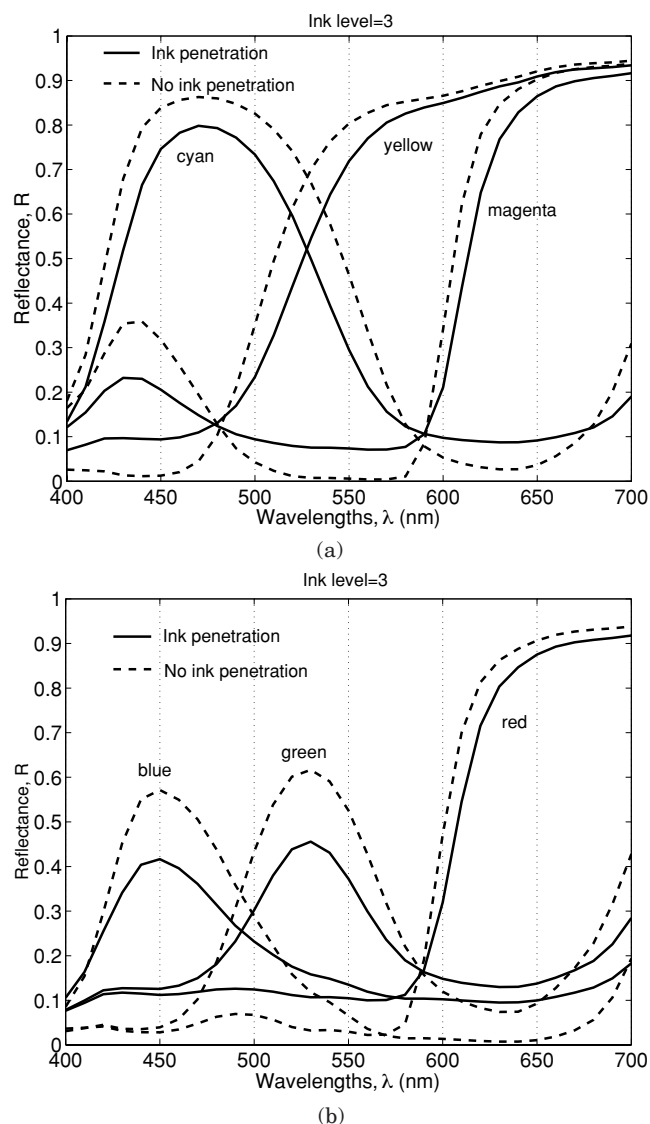 Ink level=3
1
0.9
0.8
0.7
0.6
0.5
0.4
0.3
0.2
0.1
0
Reflectance, R
Ink penetration
No ink penetration
cyan
yellow
magenta
400 450 500 550 600 650 700
Wavelengths, λ (nm)
(a)
Ink level=3
1
0.9
0.8
0.7
0.6
0.5
0.4
0.3
0.2
0.1
0
Reflectance, R
Ink penetration
No ink penetration
blue
green
red
400 450 500 550 600 650 700
Wavelengths, λ (nm)
(b)